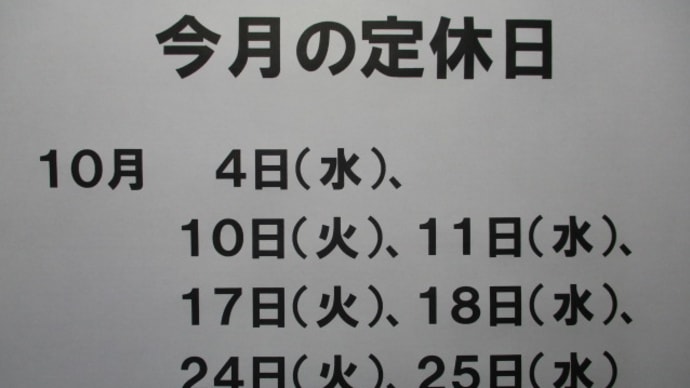 今月の定休日
10月 4日(水)、
10日(火)、11日(水)、
17日(火)、18日(水)、
24日(火)、25日(水)